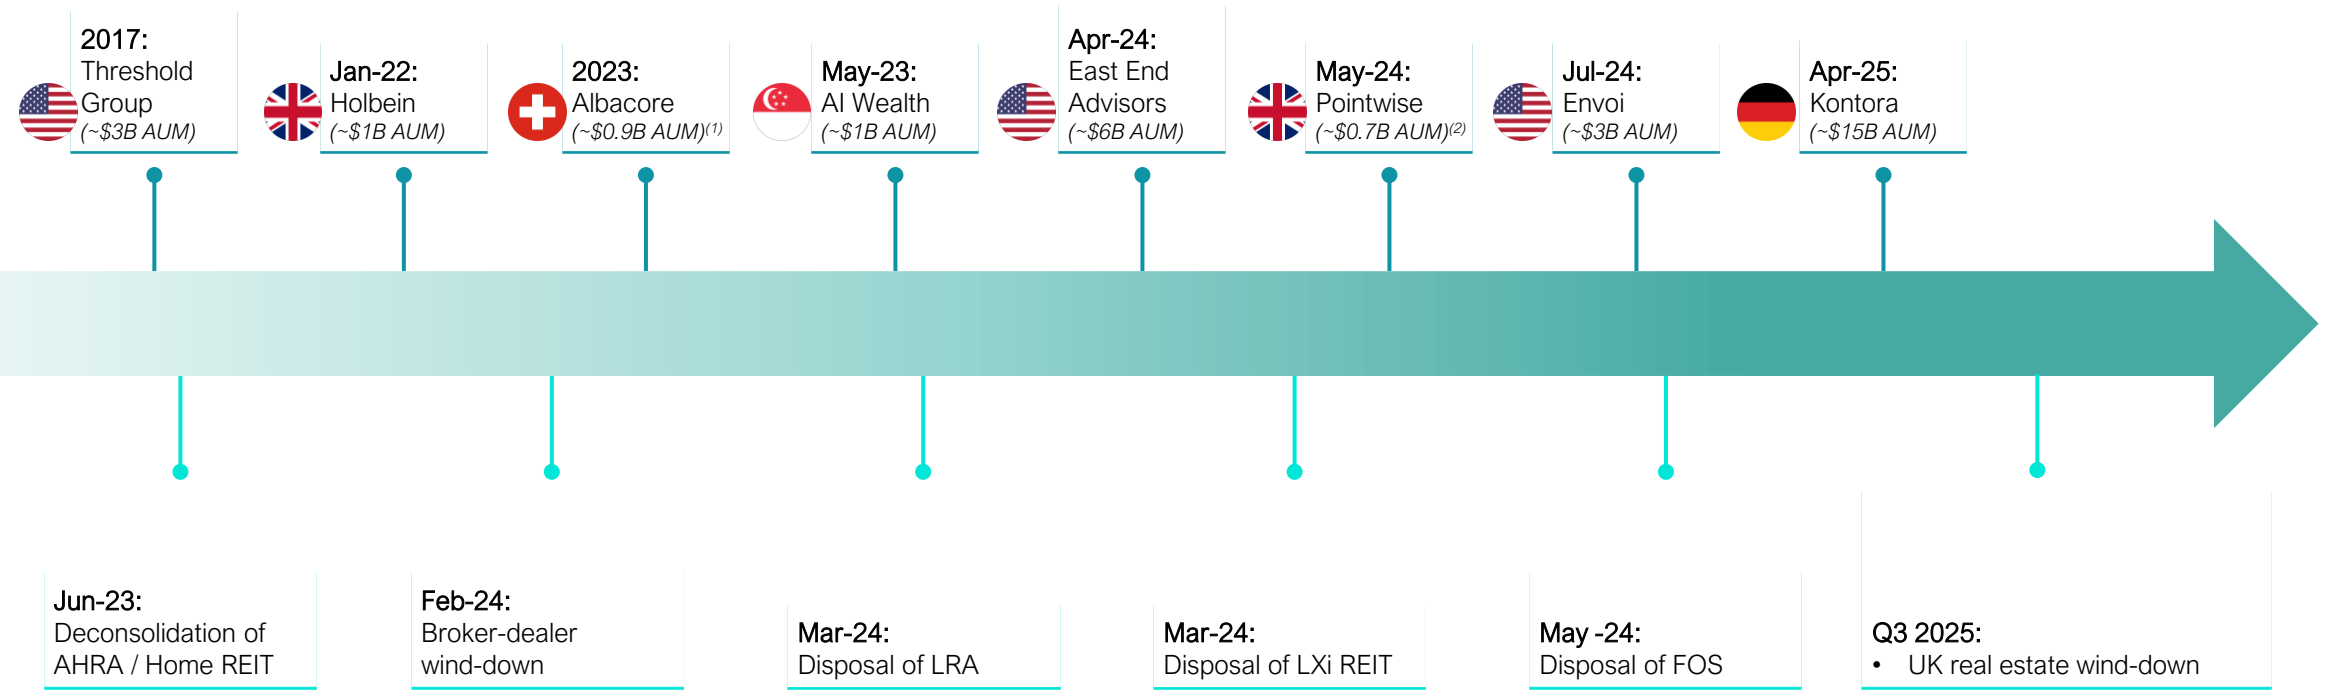 2017:
Threshold
Group
(~$3B AUM)
Jan-22:
Holbein
(~$1B AUM)
2023:
Albacore
(~$0.9B AUM)(1)
May-23:
AI Wealth
(~$1B AUM)
Apr-24:
East End
Advisors
(~$6B AUM)
May-24:
Pointwise
(~$0.7B AUM)(2)
Jul-24:
Envoi
(~$3B AUM)
Apr-25:
Kontora
(~$15B AUM)
Jun-23:
Deconsolidation of
AHRA / Home REIT
Feb-24:
Broker-dealer
wind-down
Mar-24:
Disposal of LRA
Mar-24:
Disposal of LXi REIT
May -24:
Disposal of FOS
Q3 2025:
• UK real estate wind-down